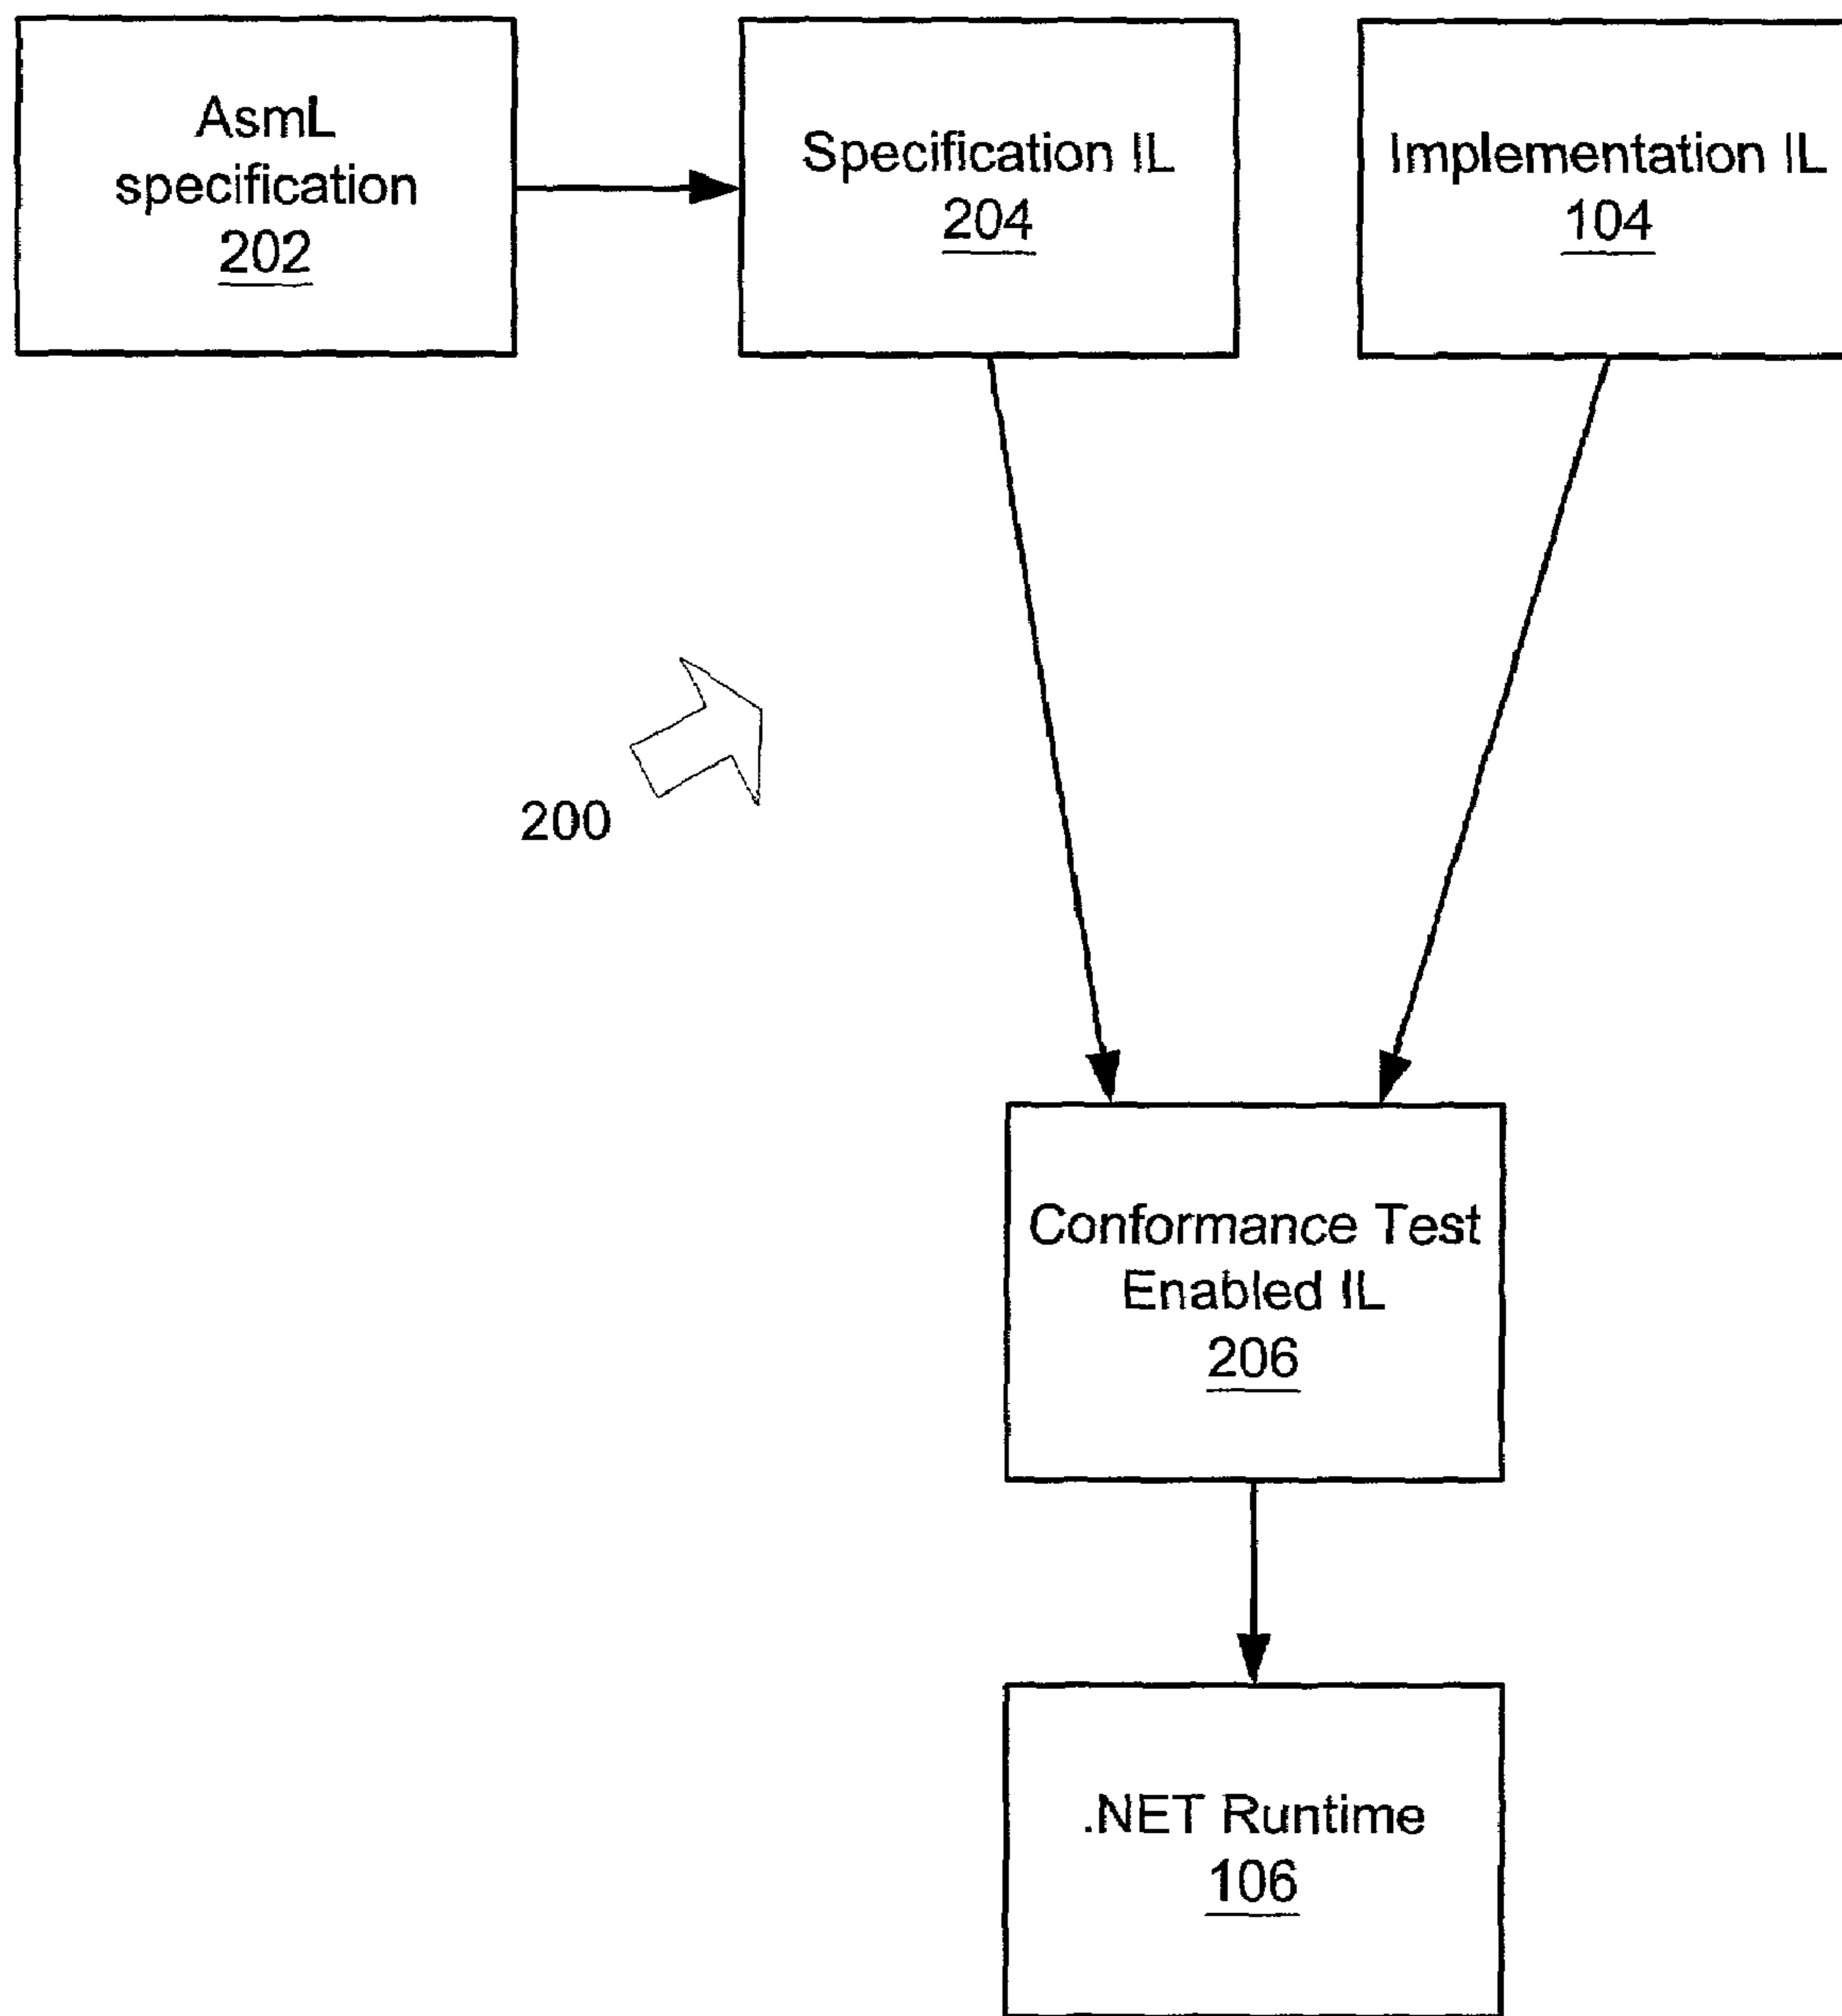 AsmL
specification
202
Specification IL
204
Implementation IL
104
200
Conformance Test
Enabled IL
206
.NET Runtime
106